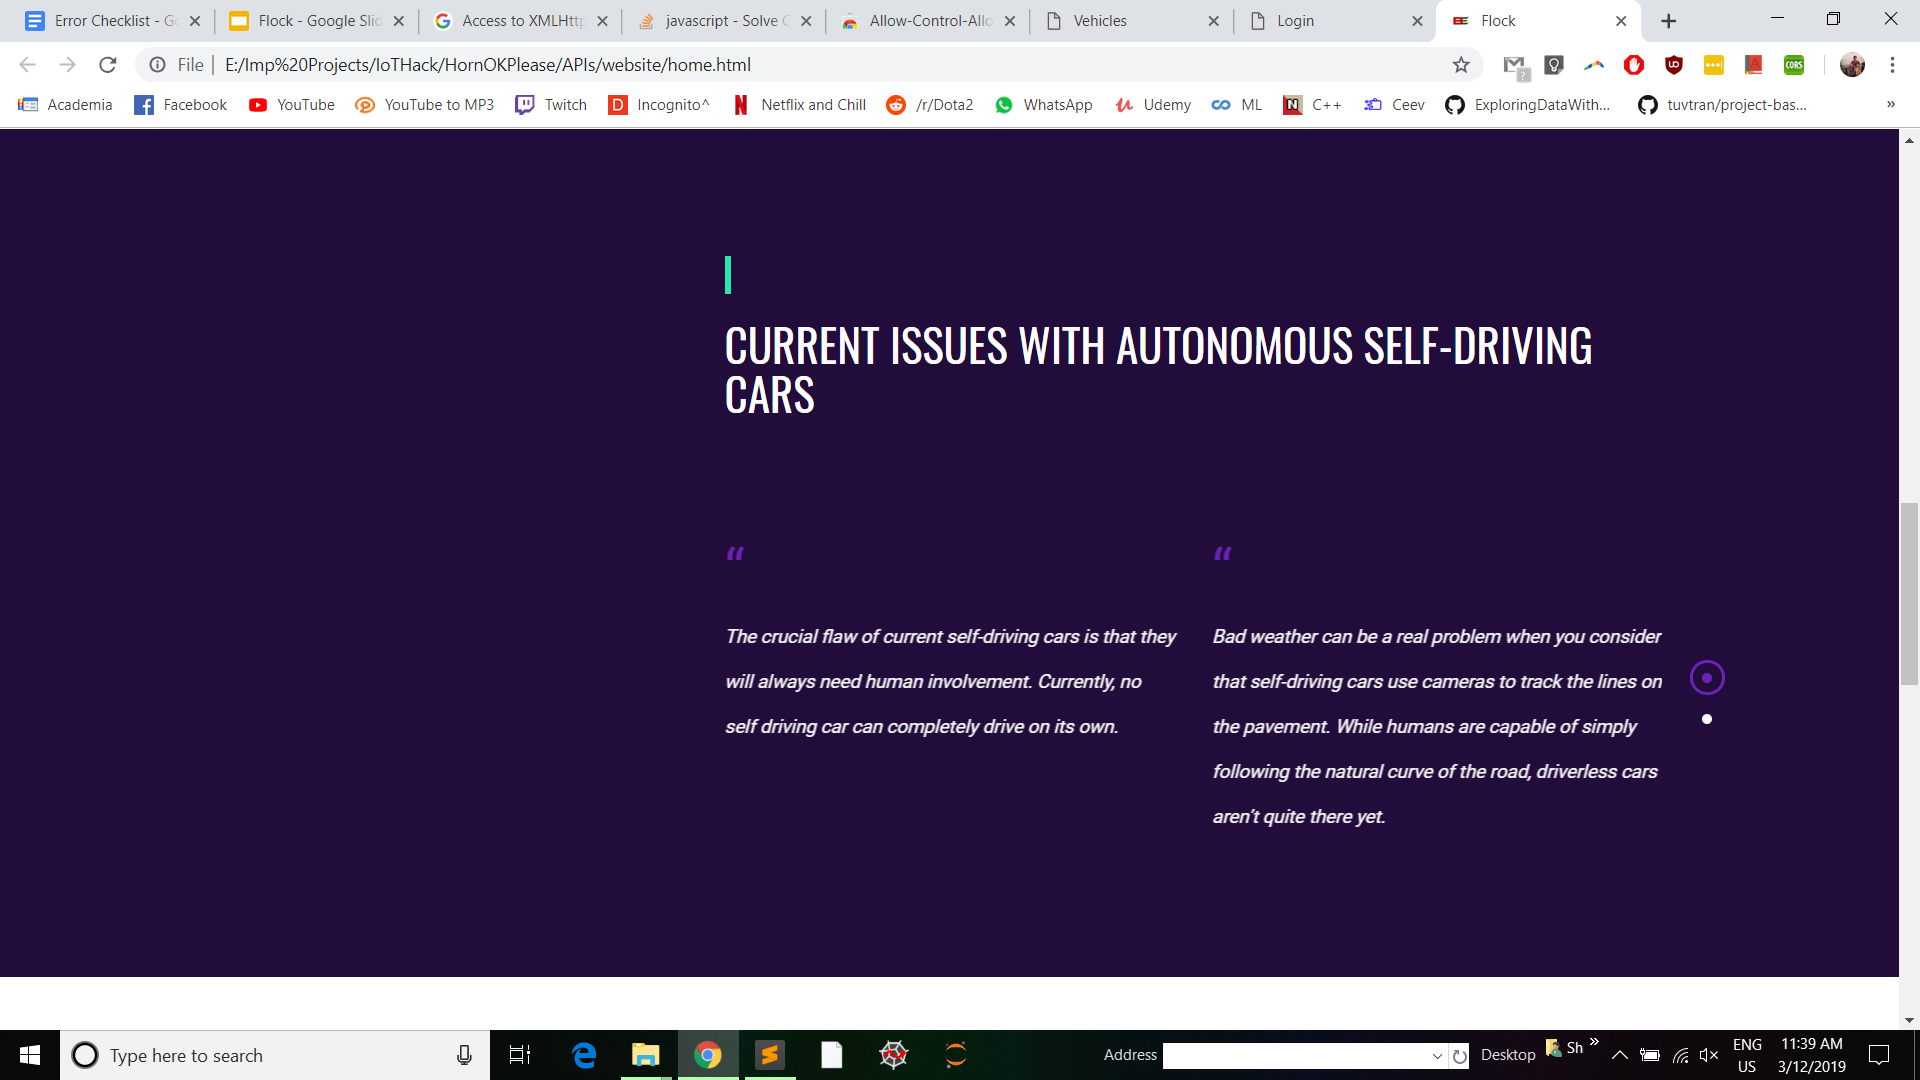 Error Checklist - G
Flock - Google Slid
Access to XMLHttp
javascript - Solve C
Allow-Control-Allo
Vehicles
Login
Flock
File
E:/Imp%20Projects/IoTHack/HornOKPlease/APIs/website/home.html
CORS
Academia
Facebook
YouTube
YouTube to MP3
Twitch
Incognito^
Netflix and Chill
/r/Dota2
WhatsApp
Udemy
ML
C++
Ceev
ExploringDataWith...
tuvtran/project-bas...
»
CURRENT ISSUES WITH AUTONOMOUS SELF-DRIVING
CARS
“
The crucial flaw of current self-driving cars is that they
will always need human involvement. Currently, no
self driving car can completely drive on its own.
“
Bad weather can be a real problem when you consider
that self-driving cars use cameras to track the lines on
the pavement. While humans are capable of simply
following the natural curve of the road, driverless cars
aren’t quite there yet.
Type here to search
Address
Desktop
Sh
»
ENG
US
11:39 AM
3/12/2019